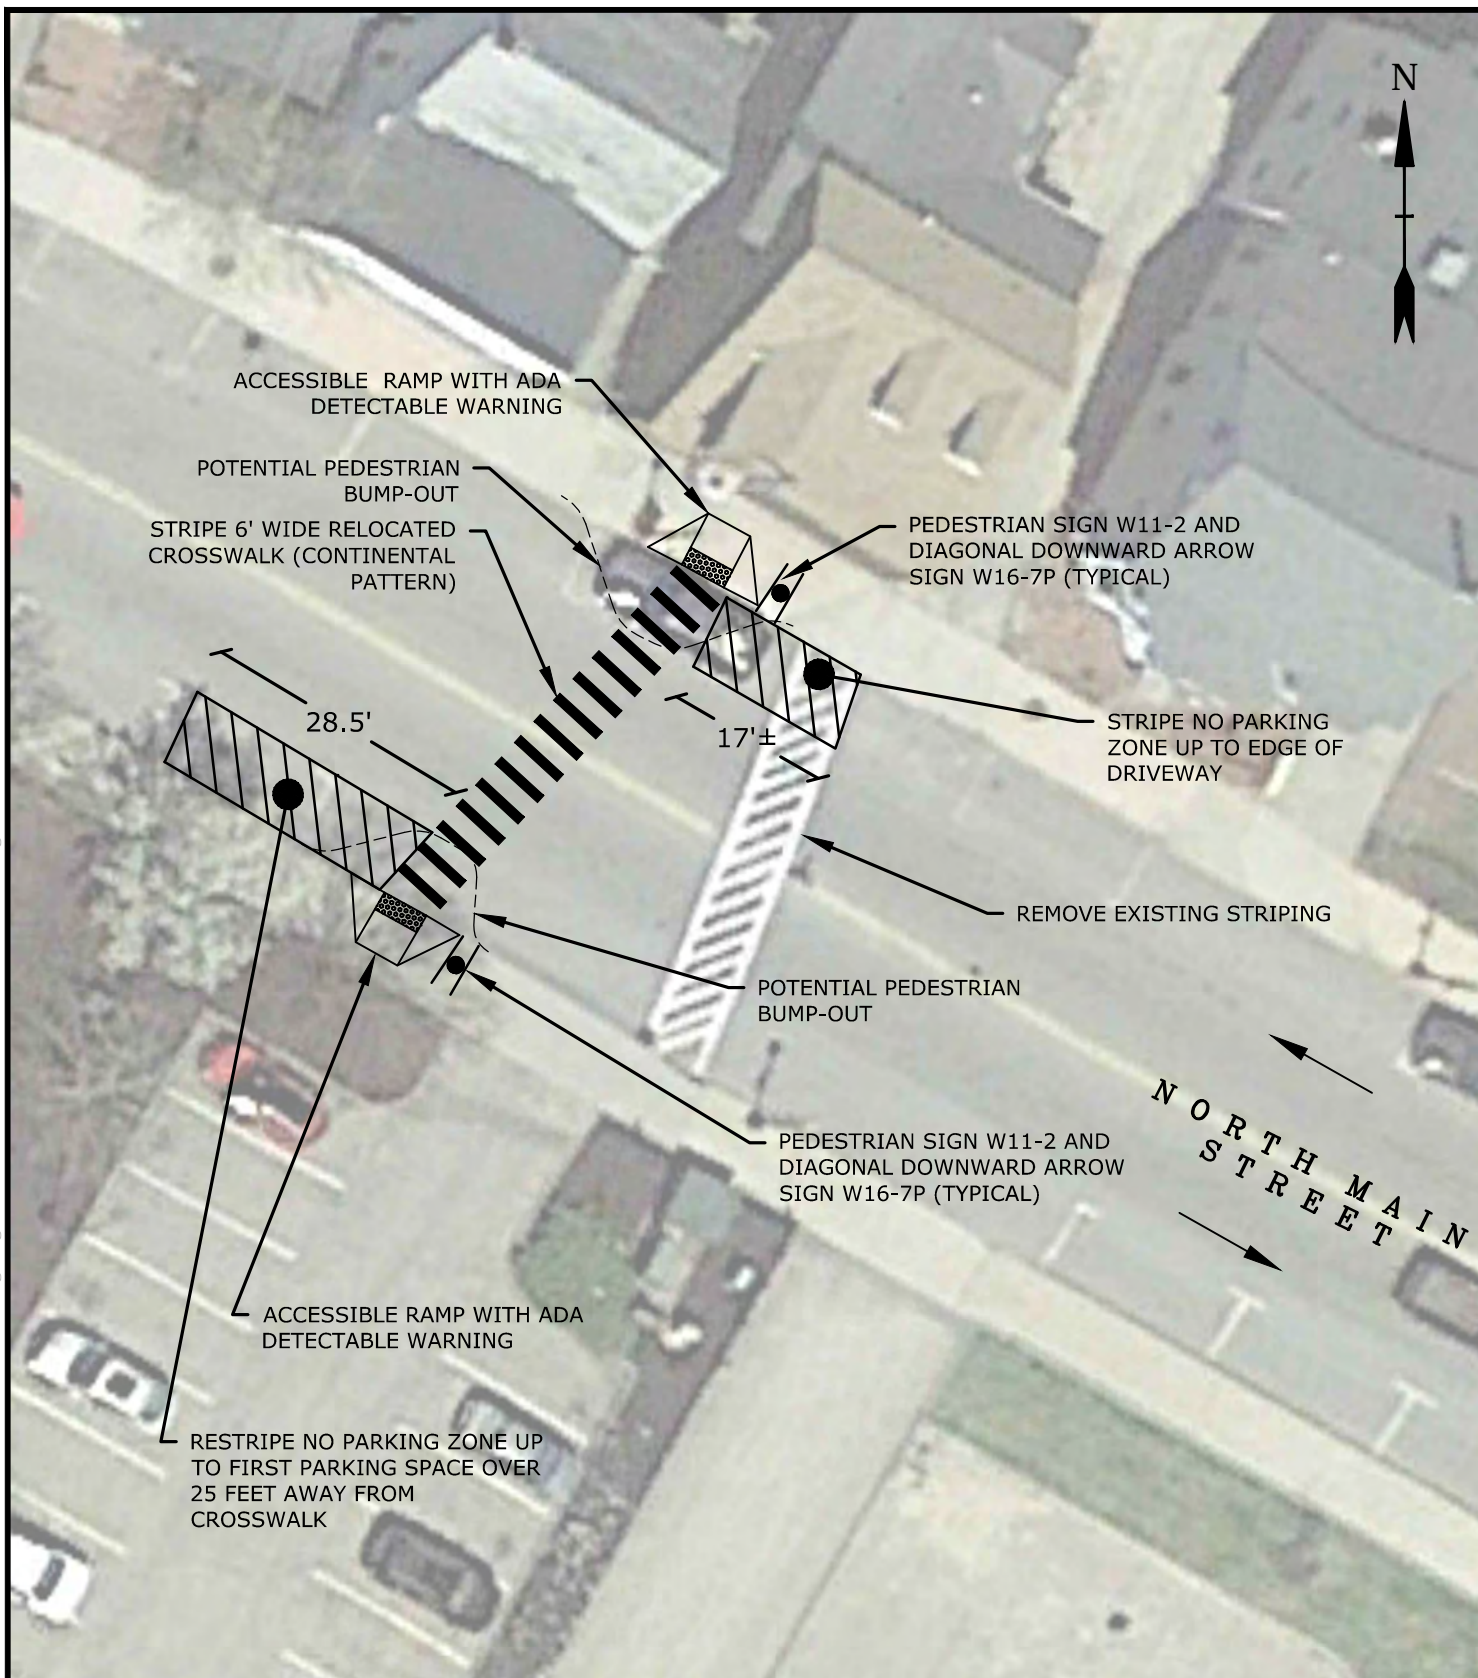 N
ACCESSIBLE RAMP WITH ADA
DETECTABLE WARNING
POTENTIAL PEDESTRIAN
BUMP-OUT
STRIPE 6' WIDE RELOCATED
CROSSWALK (CONTINENTAL
PATTERN)
PEDESTRIAN SIGN W11-2 AND
DIAGONAL DOWNWARD ARROW
SIGN W16-7P (TYPICAL)
28.5'
17'±
STRIPE NO PARKING
ZONE UP TO EDGE OF
DRIVEWAY
REMOVE EXISTING STRIPING
POTENTIAL PEDESTRIAN
BUMP-OUT
NORTH MAIN
STREET
PEDESTRIAN SIGN W11-2 AND
DIAGONAL DOWNWARD ARROW
SIGN W16-7P (TYPICAL)
ACCESSIBLE RAMP WITH ADA
DETECTABLE WARNING
RESTRIPE NO PARKING ZONE UP
TO FIRST PARKING SPACE OVER
25 FEET AWAY FROM
CROSSWALK